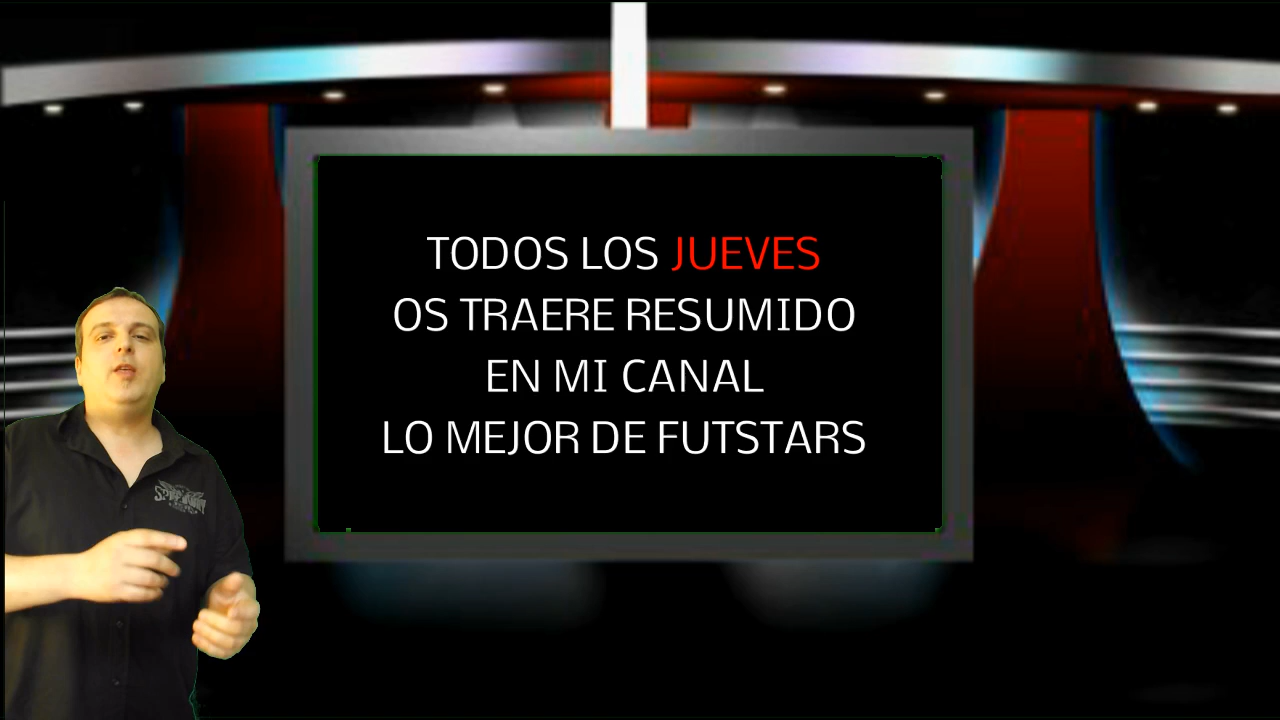 TODOS LOS JUEVES
OS TRAERE RESUMIDO
EN MI CANAL
LO MEJOR DE FUTSTARS